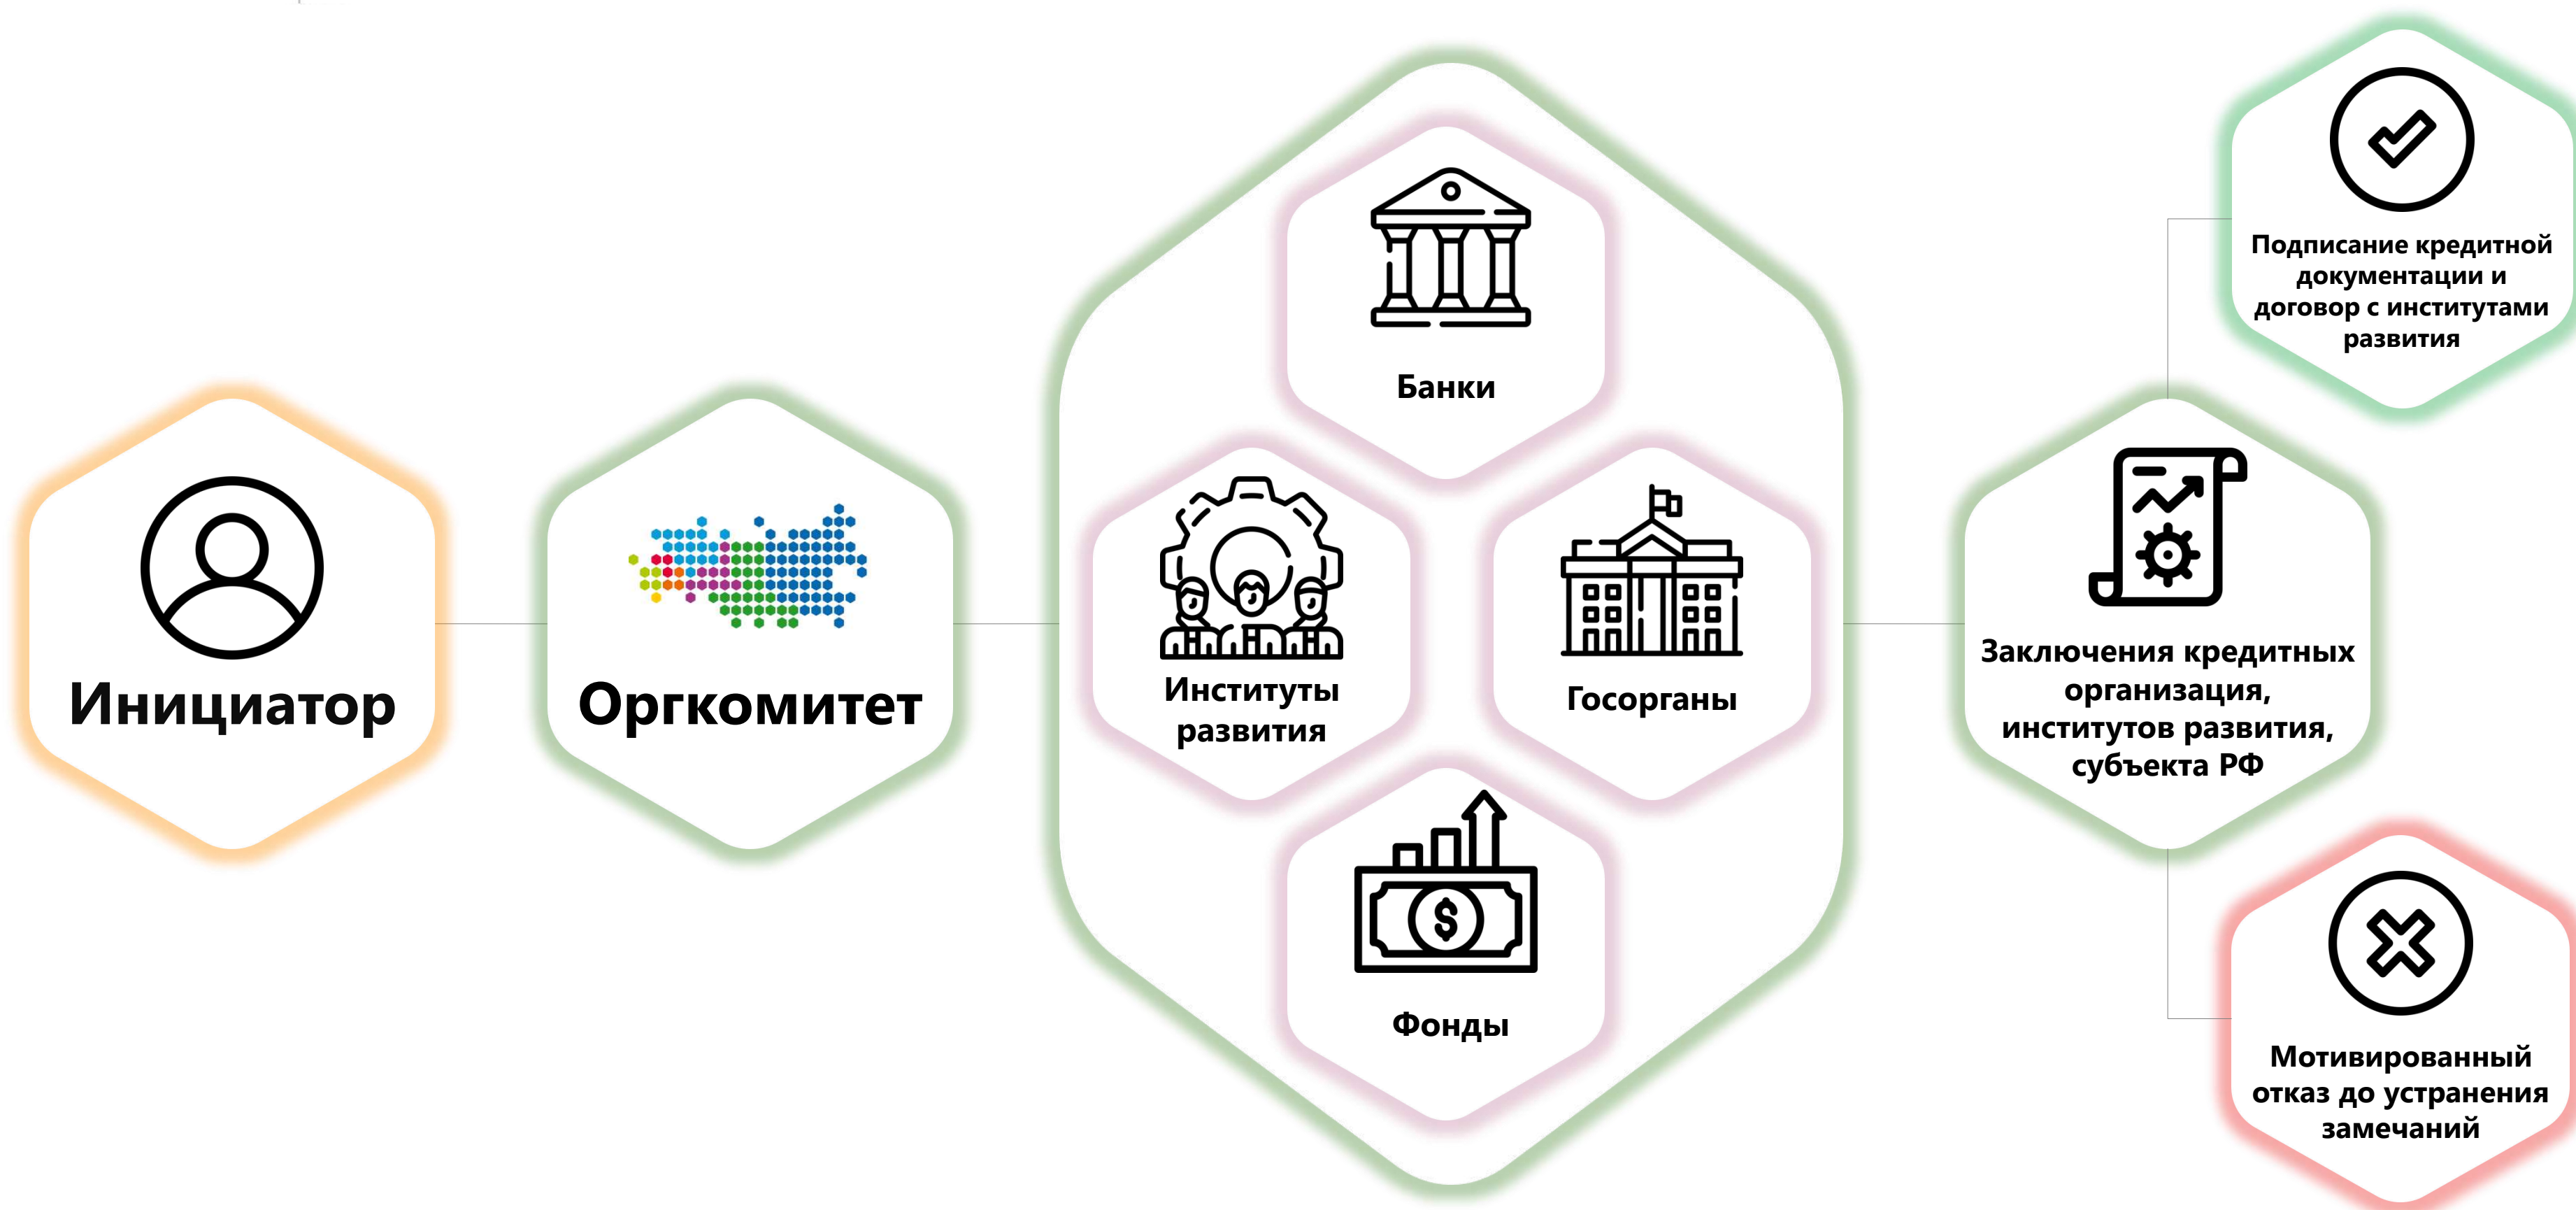 Инициатор
Оргкомитет
Банки
Институты
развития
Госорганы
Фонды
Заключения кредитных
организация,
институтов развития,
субъекта РФ
Подписание кредитной
документации и
договор с институтами
развития
Мотивированный
отказ до устранения
замечаний